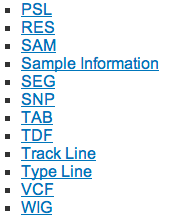 PSL
RES
SAM
Sample Information
SEG
SNP
TAB
TDF
Track Line
Type Line
VCF
WIG